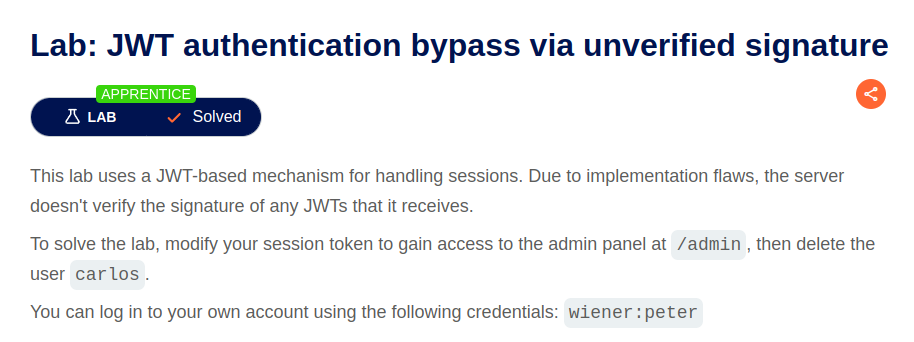 Lab: JWT authentication bypass via unverified signature
APPRENTICE
LAB
Solved
This lab uses a JWT-based mechanism for handling sessions. Due to implementation flaws, the server
doesn't verify the signature of any JWTs that it receives.
To solve the lab, modify your session token to gain access to the admin panel at /admin, then delete the
user carlos.
You can log in to your own account using the following credentials: wiener:peter